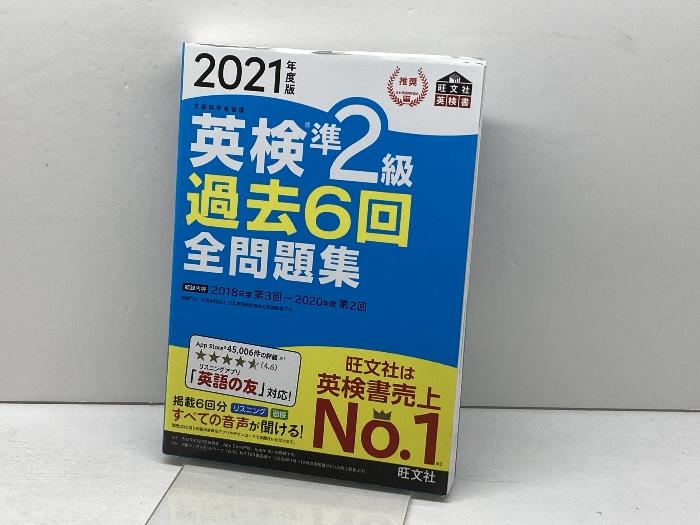 2021年度版
推奨
旺文社
英検書
文部科学省後援
英検®準2級
過去6回
全問題集
収録内容 2018年度 第3回〜2020年度 第2回
App Store® 45,006件の評価
★★★★★(4.6)
リスニングアプリ
「英語の友」対応!
掲載6回分 リスニング 面接
すべての音声が聞ける!
旺文社は
英検書売上
No.1
旺文社